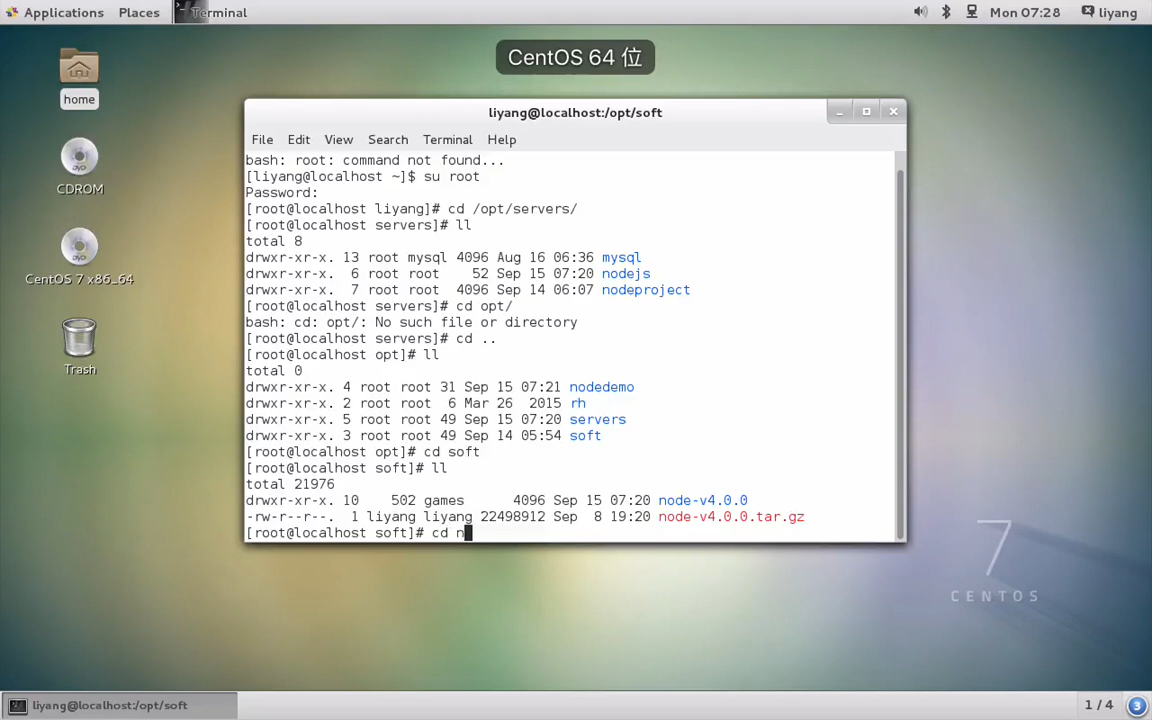 Applications Places Terminal Mon 07:28 liyang
CentOS 64 位
home
CDROM
CentOS 7 x86_64
Trash
liyang@localhost:/opt/soft
File Edit View Search Terminal Help
bash: root: command not found...
[liyang@localhost ~]$ su root
Password:
[root@localhost liyang]# cd /opt/servers/
[root@localhost servers]# ll
total 8
drwxr-xr-x. 13 root mysql 4096 Aug 16 06:36 mysql
drwxr-xr-x.  6 root root    52 Sep 15 07:20 nodejs
drwxr-xr-x.  7 root root  4096 Sep 14 06:07 nodeproject
[root@localhost servers]# cd opt/
bash: cd: opt/: No such file or directory
[root@localhost servers]# cd ..
[root@localhost opt]# ll
total 0
drwxr-xr-x. 4 root root 31 Sep 15 07:21 nodedemo
drwxr-xr-x. 2 root root  6 Mar 26  2015 rh
drwxr-xr-x. 5 root root 49 Sep 15 07:20 servers
drwxr-xr-x. 3 root root 49 Sep 14 05:54 soft
[root@localhost opt]# cd soft
[root@localhost soft]# ll
total 21976
drwxr-xr-x. 10    502 games      4096 Sep 15 07:20 node-v4.0.0
-rw-r--r--.  1 liyang liyang 22498912 Sep  8 19:20 node-v4.0.0.tar.gz
[root@localhost soft]# cd n
7
CENTOS
liyang@localhost:/opt/soft 1 / 4 3